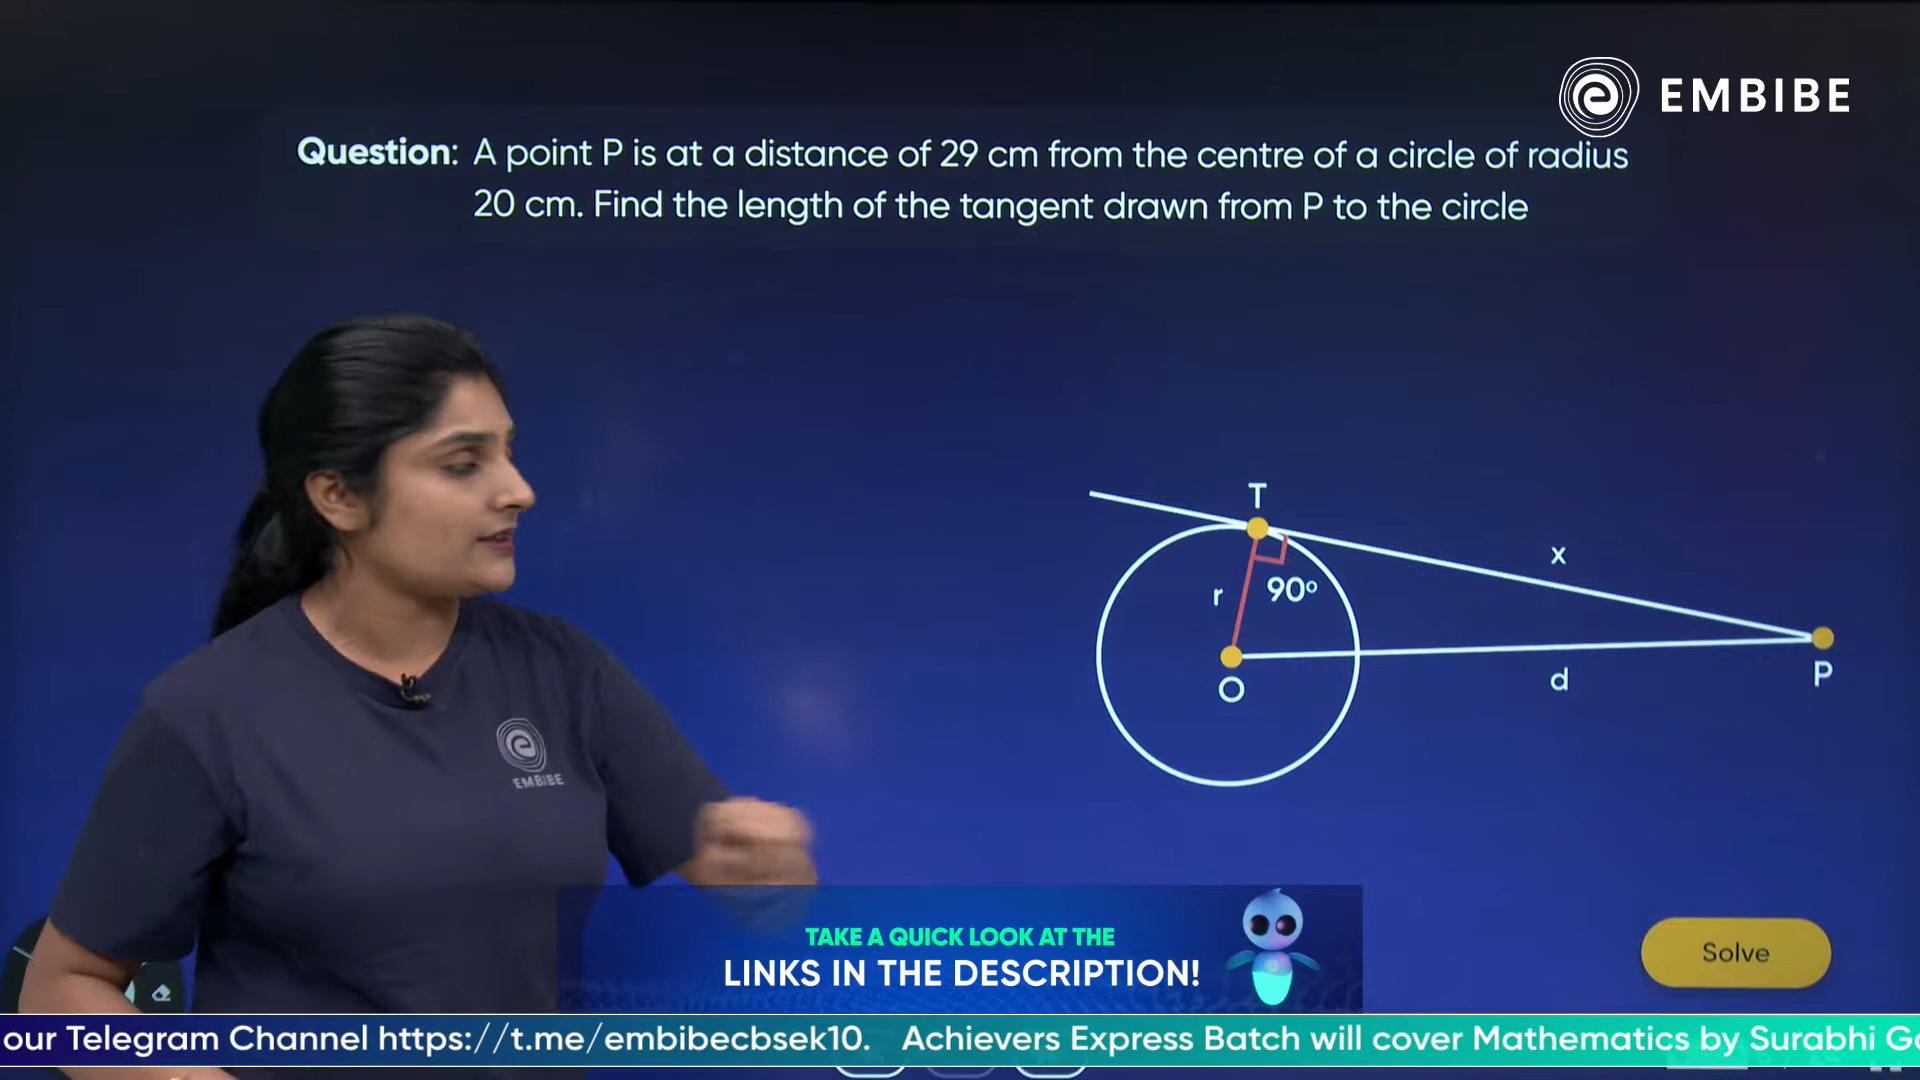 EMBIBE
Question: A point P is at a distance of 29 cm from the centre of a circle of radius
20 cm. Find the length of the tangent drawn from P to the circle
T
x
r
90º
O
d
P
EMBIBE
TAKE A QUICK LOOK AT THE
LINKS IN THE DESCRIPTION!
Solve
our Telegram Channel https://t.me/embibecbsek10. Achievers Express Batch will cover Mathematics by Surabhi